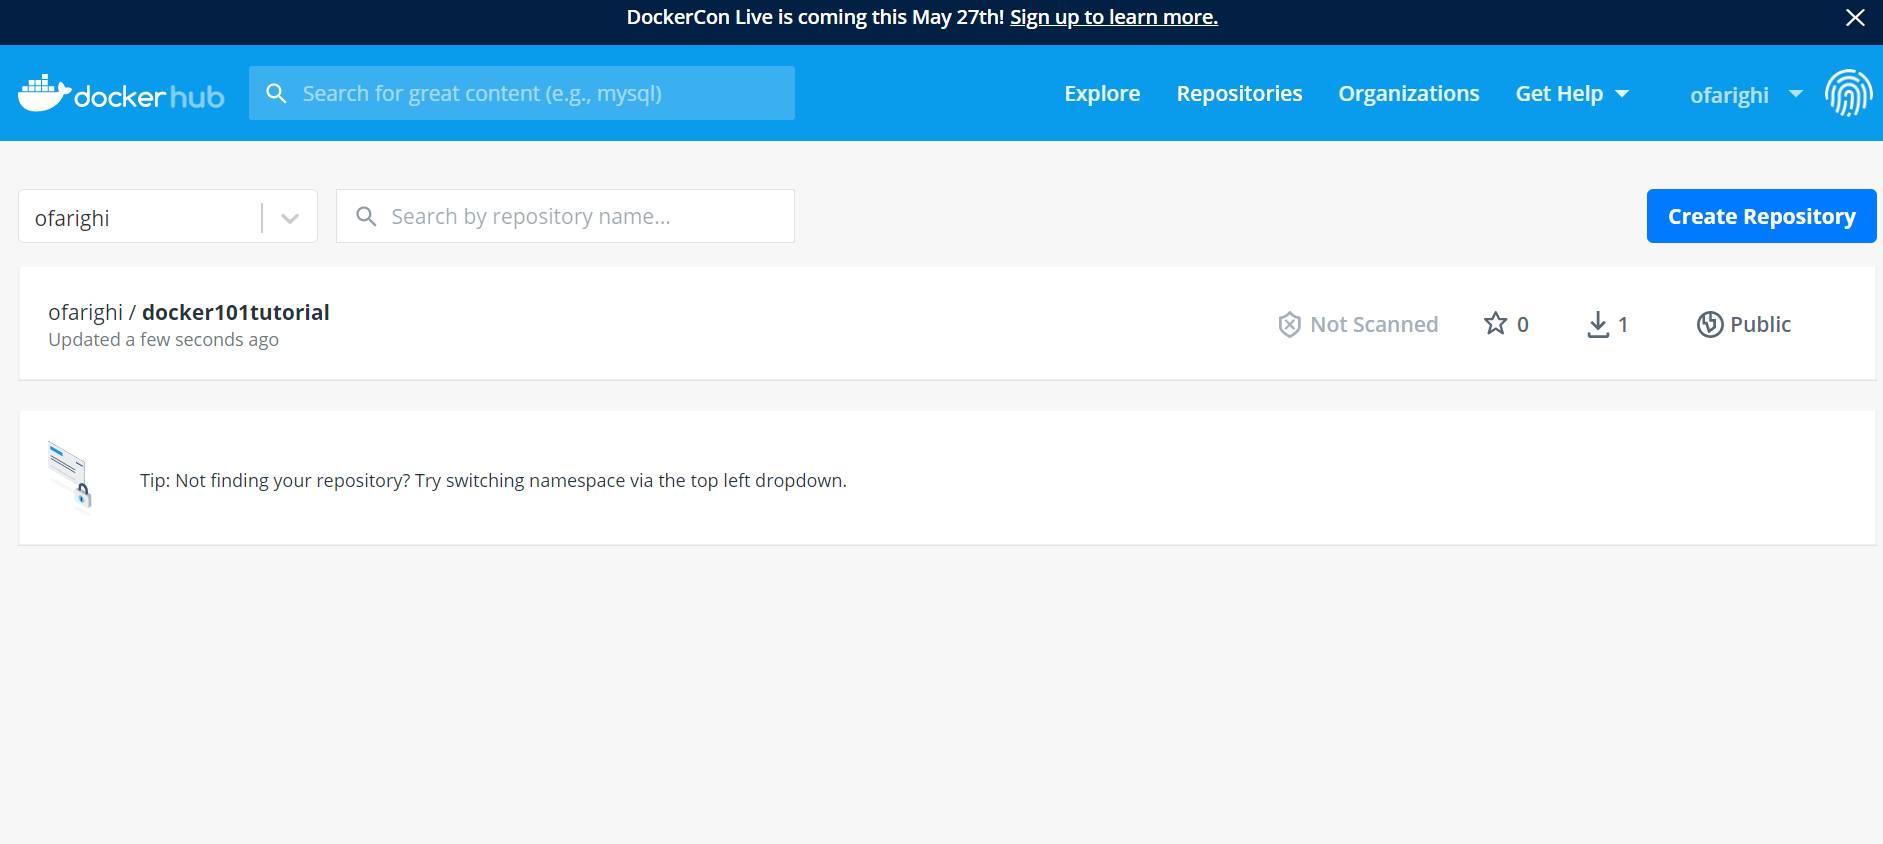 DockerCon Live is coming this May 27th! Sign up to learn more.
docker hub
Search for great content (e.g., mysql)
Explore
Repositories
Organizations
Get Help
ofarighi
ofarighi
Search by repository name...
Create Repository
ofarighi / docker101tutorial
Updated a few seconds ago
Not Scanned
0
1
Public
Tip: Not finding your repository? Try switching namespace via the top left dropdown.